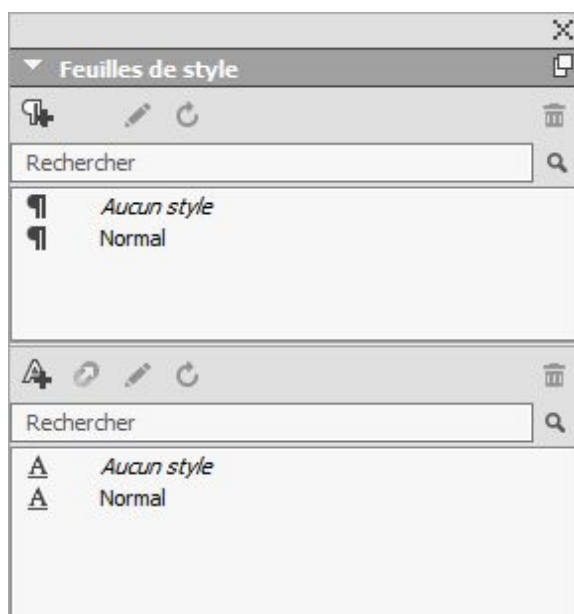 Feuilles de style
Rechercher
Aucun style
Normal
Rechercher
A Aucun style
A Normal